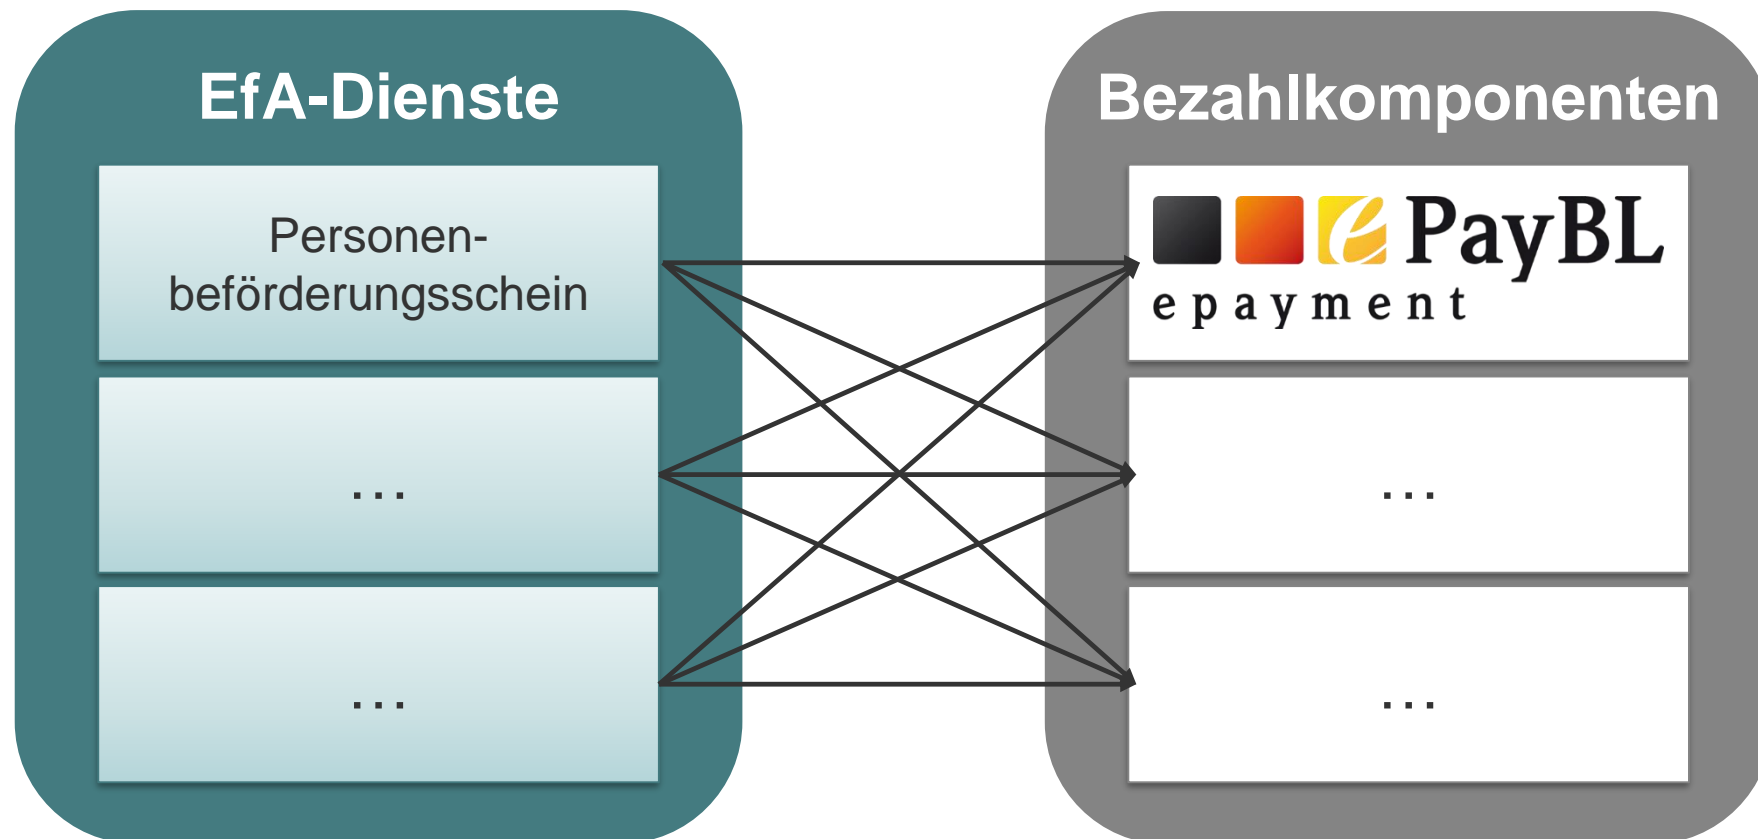 EfA-Dienste
Personen-
beförderungsschein
...
...
Bezahlkomponenten
e PayBL
epayment
...
...